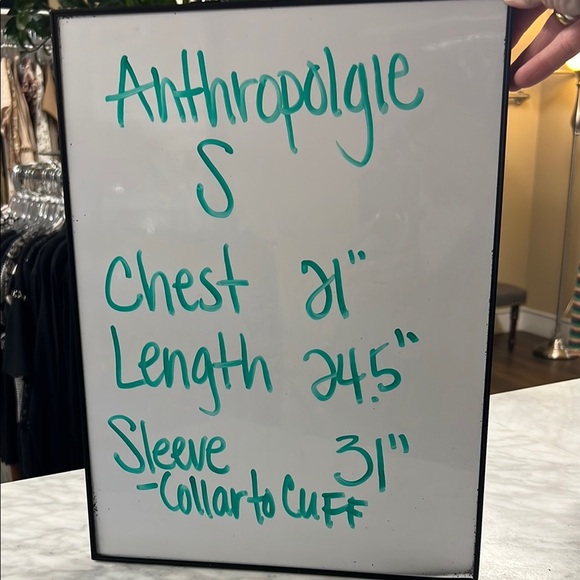 Anthropolgie
S
Chest 21"
Length 24.5"
Sleeve 31"
-Collar to Cuff